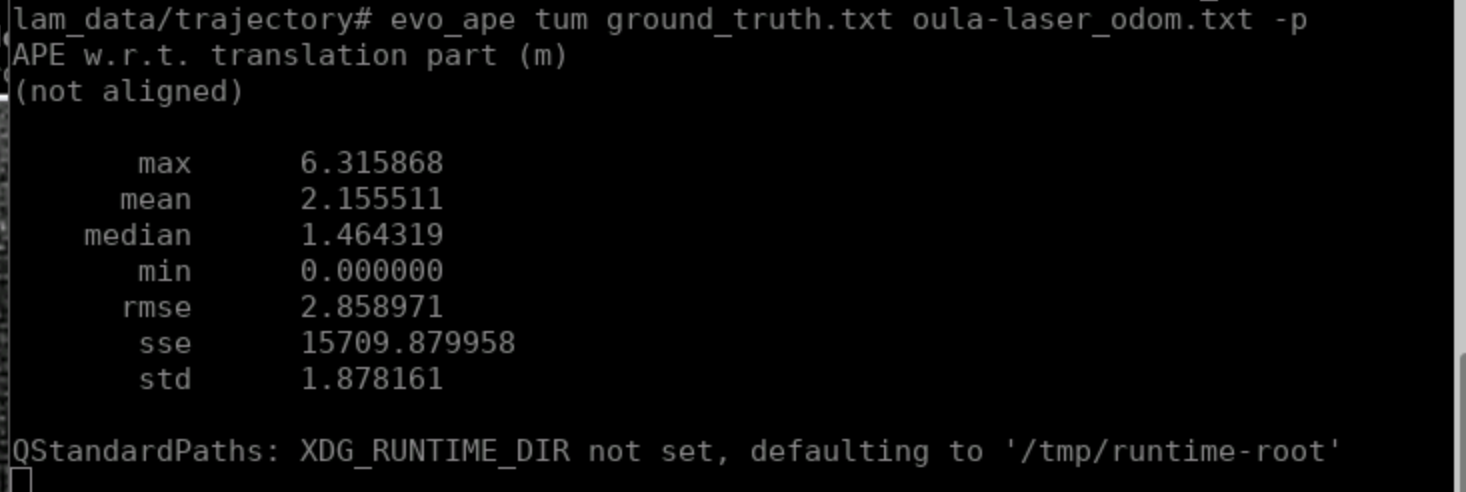 lam_data/trajectory# evo_ape tum ground_truth.txt oula-laser_odom.txt -p
APE w.r.t. translation part (m)
(not aligned)
max 6.315868
mean 2.155511
median 1.464319
min 0.000000
rmse 2.858971
sse 15709.879958
std 1.878161
QStandardPaths: XDG_RUNTIME_DIR not set, defaulting to '/tmp/runtime-root'